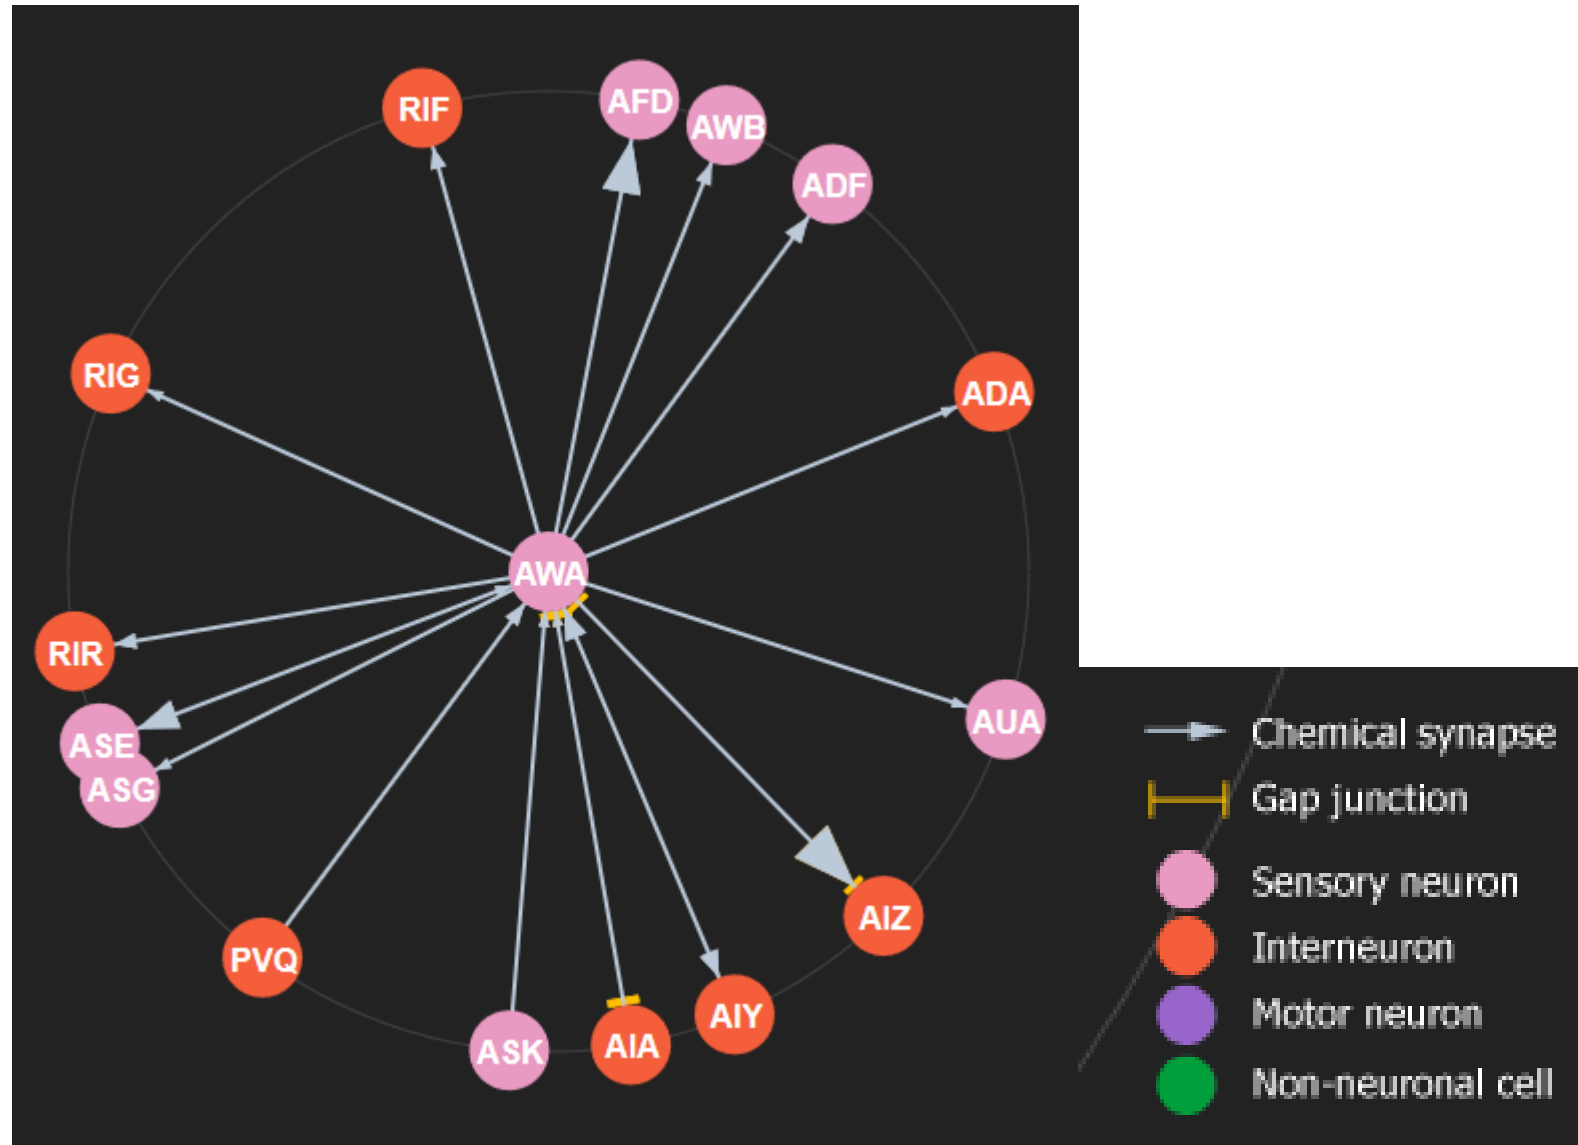 RIF
AFD
AWB
ADF
RIG
ADA
AWA
RIR
AUA
ASE
ASG
AIZ
PVQ
ASK
AIA
AIY
Chemical synapse
Gap junction
Sensory neuron
Interneuron
Motor neuron
Non-neuronal cell